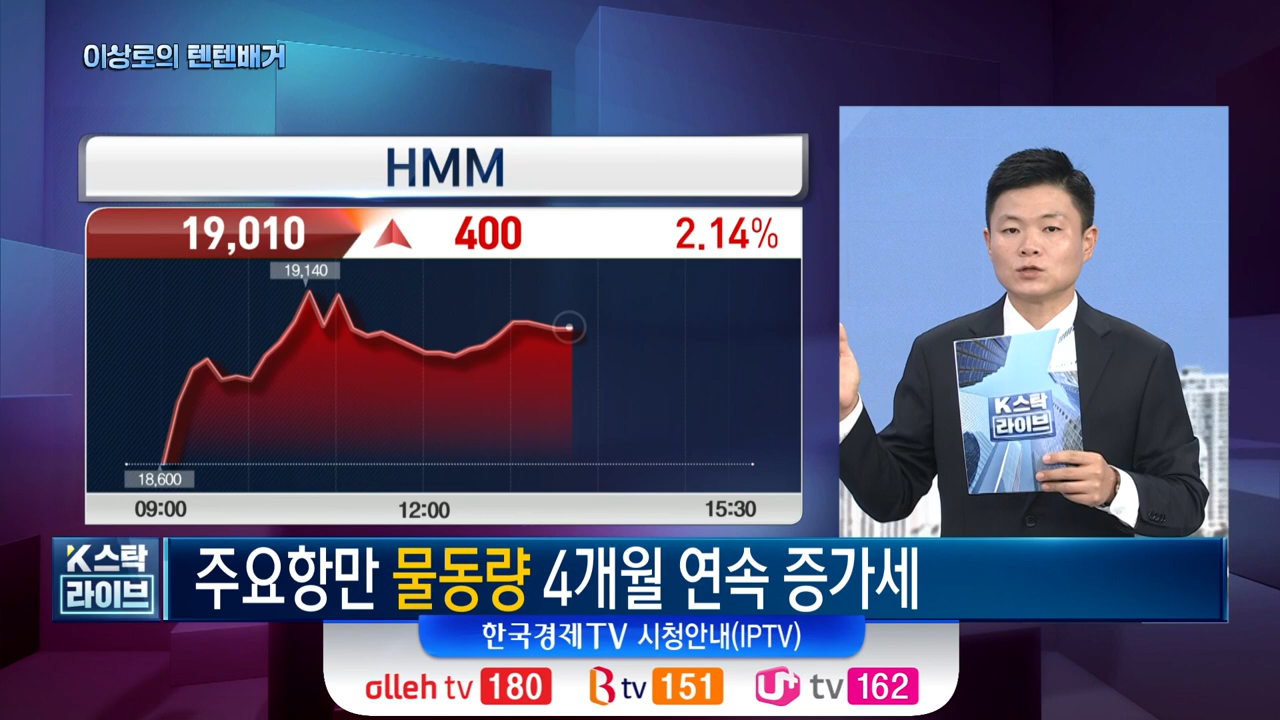 이상로의 텐텐배거
HMM
19,010 ▲ 400 2.14%
19,140
18,600
09:00 12:00 15:30
K스탁
라이브
K스탁
라이브
주요항만 물동량 4개월 연속 증가세
한국경제TV 시청안내(IPTV)
olleh tv 180 B tv 151 U+ tv 162